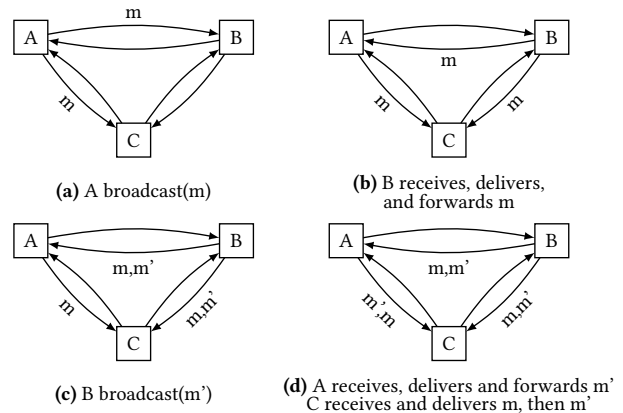 m
A
B
m
C
(a) A broadcast(m)
A
B
m
m
m
C
(b) B receives, delivers,
and forwards m
A
B
m,m'
m
m,m'
C
(c) B broadcast(m')
A
B
m,m'
m',m
m,m'
C
(d) A receives, delivers and forwards m'
C receives and delivers m, then m'